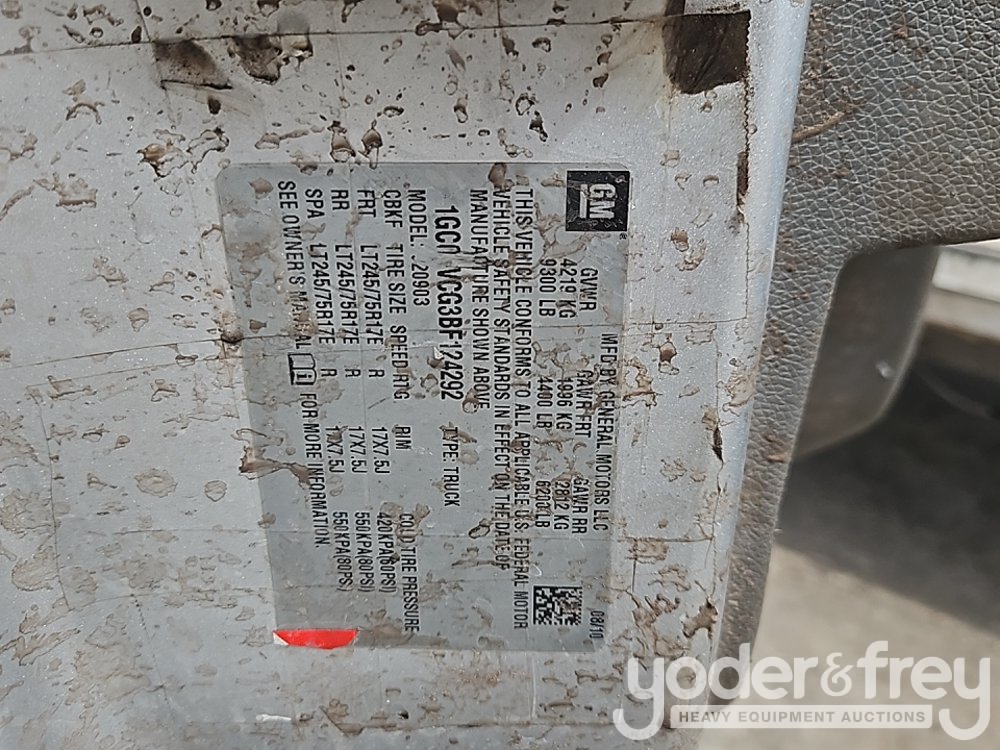 GM
MFD BY GENERAL MOTORS LLC 08/10
GVWR GAWR FRT GAWR RR
4219 KG 1996 KG 2812 KG
9300 LB 4400 LB 6200 LB
THIS VEHICLE CONFORMS TO ALL APPLICABLE U.S. FEDERAL MOTOR
VEHICLE SAFETY STANDARDS IN EFFECT ON THE DATE OF
MANUFACTURE SHOWN ABOVE
1GC0 VCG3BF124292 TYPE: TRUCK
MODEL: 20903
CBKF TIRE SIZE SPEED RTG RIM COLD TIRE PRESSURE
FRT LT245/75R17E R 17X7.5J 420KPA(60PSI)
RR LT245/75R17E R 17X7.5J 550KPA(80PSI)
SPA LT245/75R17E R 17X7.5J 550KPA(80PSI)
SEE OWNER'S MANUAL FOR MORE INFORMATION.
yoder&frey
HEAVY EQUIPMENT AUCTIONS